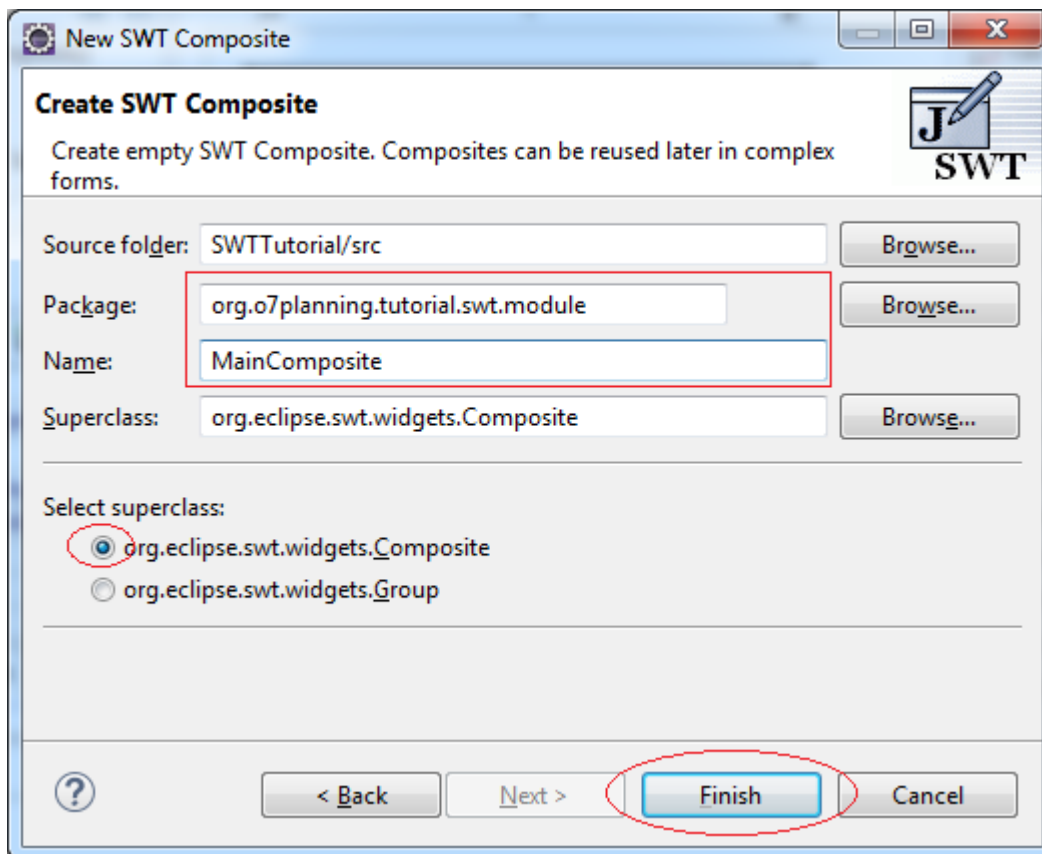 New SWT Composite
Create SWT Composite
Create empty SWT Composite. Composites can be reused later in complex
forms.
J
SWT
Source folder: SWTTutorial/src Browse...
Package: org.o7planning.tutorial.swt.module Browse...
Name: MainComposite
Superclass: org.eclipse.swt.widgets.Composite Browse...
Select superclass:
org.eclipse.swt.widgets.Composite
org.eclipse.swt.widgets.Group
? < Back Next > Finish Cancel